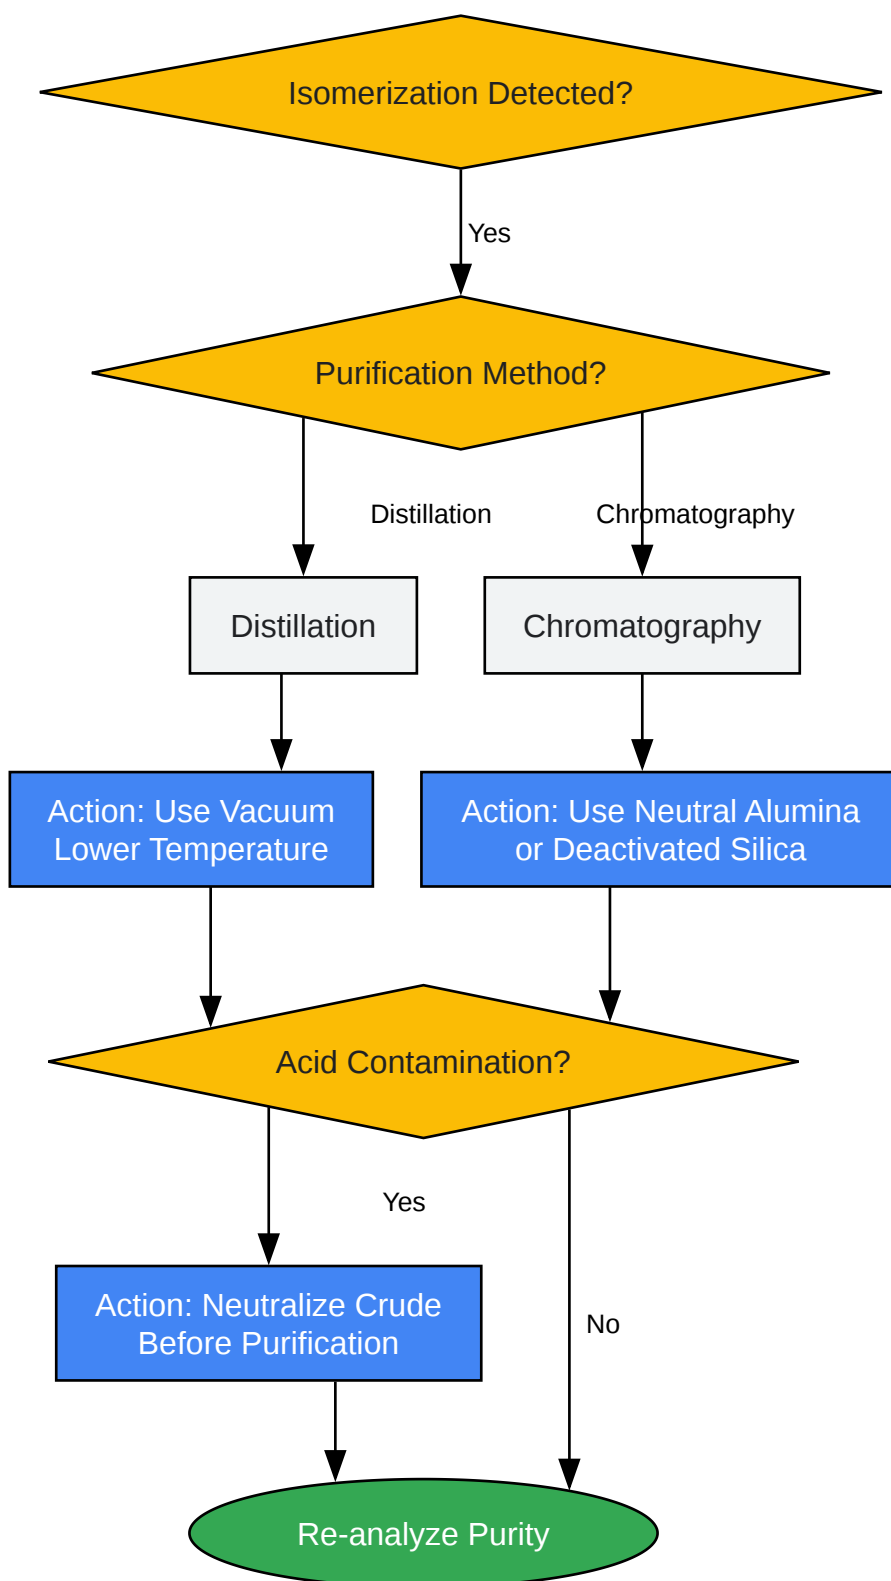 Isomerization Detected?
Yes
Purification Method?
Distillation
Chromatography
Distillation
Chromatography
Action: Use Vacuum
Lower Temperature
Action: Use Neutral Alumina
or Deactivated Silica
Acid Contamination?
Yes
Action: Neutralize Crude
Before Purification
No
Re-analyze Purity